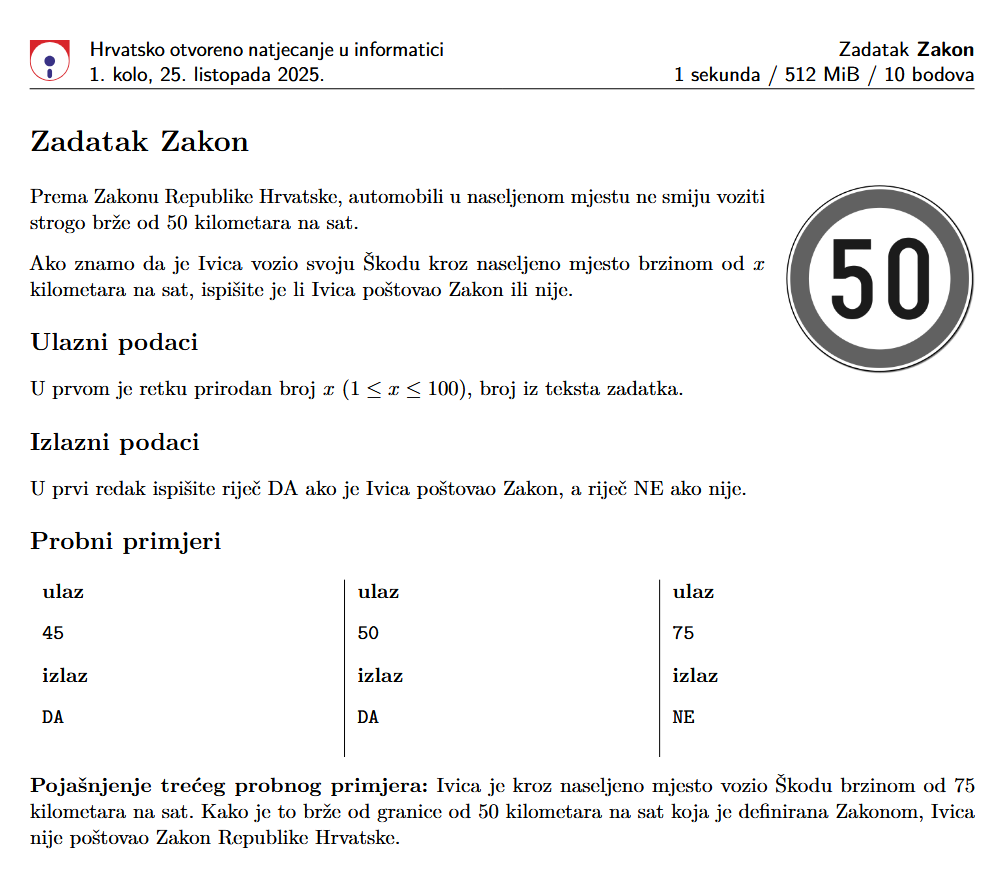 Hrvatsko otvoreno natjecanje u informatici
1. kolo, 25. listopada 2025.
Zadatak Zakon
1 sekunda / 512 MiB / 10 bodova
Zadatak Zakon
Prema Zakonu Republike Hrvatske, automobili u naseljenom mjestu ne smiju voziti
strogo brže od 50 kilometara na sat.
Ako znamo da je Ivica vozio svoju Škodu kroz naseljeno mjesto brzinom od x
kilometara na sat, ispišite je li Ivica poštovao Zakon ili nije.
50
Ulazni podaci
U prvom je retku prirodan broj x (1 ≤ x ≤ 100), broj iz teksta zadatka.
Izlazni podaci
U prvi redak ispišite riječ DA ako je Ivica poštovao Zakon, a riječ NE ako nije.
Probni primjeri
ulaz
45
izlaz
DA
ulaz
50
izlaz
DA
ulaz
75
izlaz
NE
Pojašnjenje trećeg probnog primjera: Ivica je kroz naseljeno mjesto vozio Škodu brzinom od 75
kilometara na sat. Kako je to brže od granice od 50 kilometara na sat koja je definirana Zakonom, Ivica
nije poštovao Zakon Republike Hrvatske.